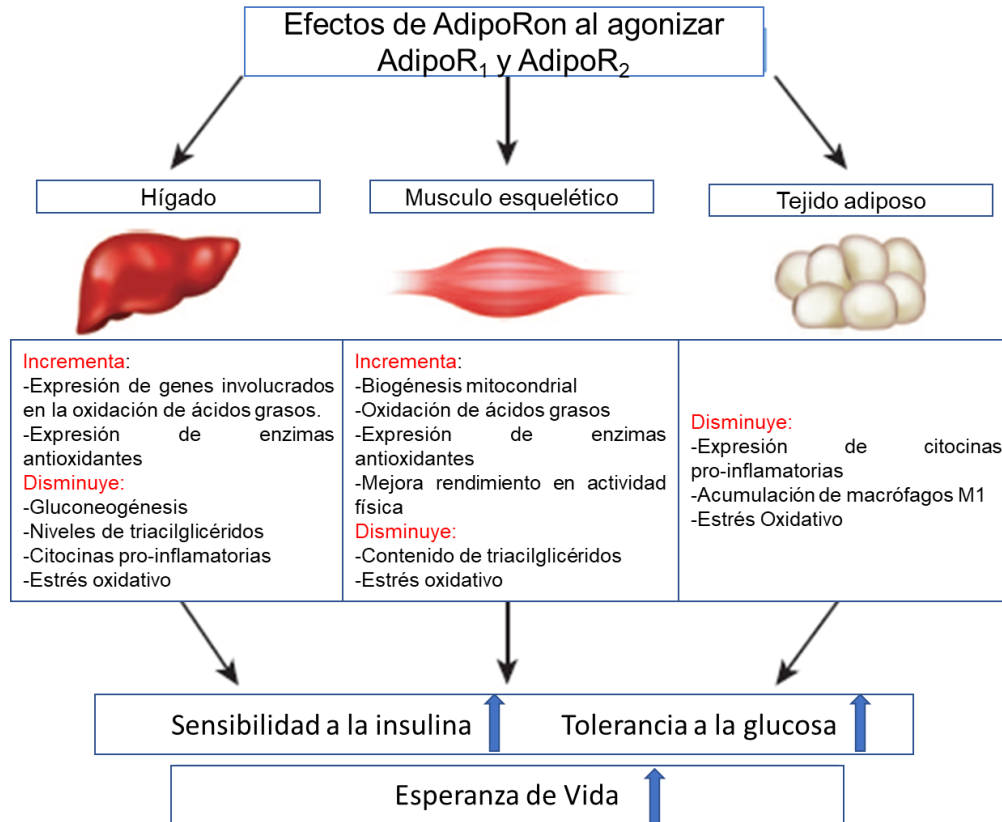 Efectos de AdipoRon al agonizar
AdipoR₁ y AdipoR₂
Hígado
Musculo esquelético
Tejido adiposo
Incrementa:
-Expresión de genes involucrados
en la oxidación de ácidos grasos.
-Expresión de enzimas
antioxidantes
Disminuye:
-Gluconeogénesis
-Niveles de triacilglicéridos
-Citocinas pro-inflamatorias
-Estrés oxidativo
Incrementa:
-Biogénesis mitocondrial
-Oxidación de ácidos grasos
-Expresión de enzimas
antioxidantes
-Mejora rendimiento en actividad
física
Disminuye:
-Contenido de triacilglicéridos
-Estrés oxidativo
Disminuye:
-Expresión de citocinas
pro-inflamatorias
-Acumulación de macrófagos M1
-Estrés Oxidativo
Sensibilidad a la insulina
Tolerancia a la glucosa
Esperanza de Vida